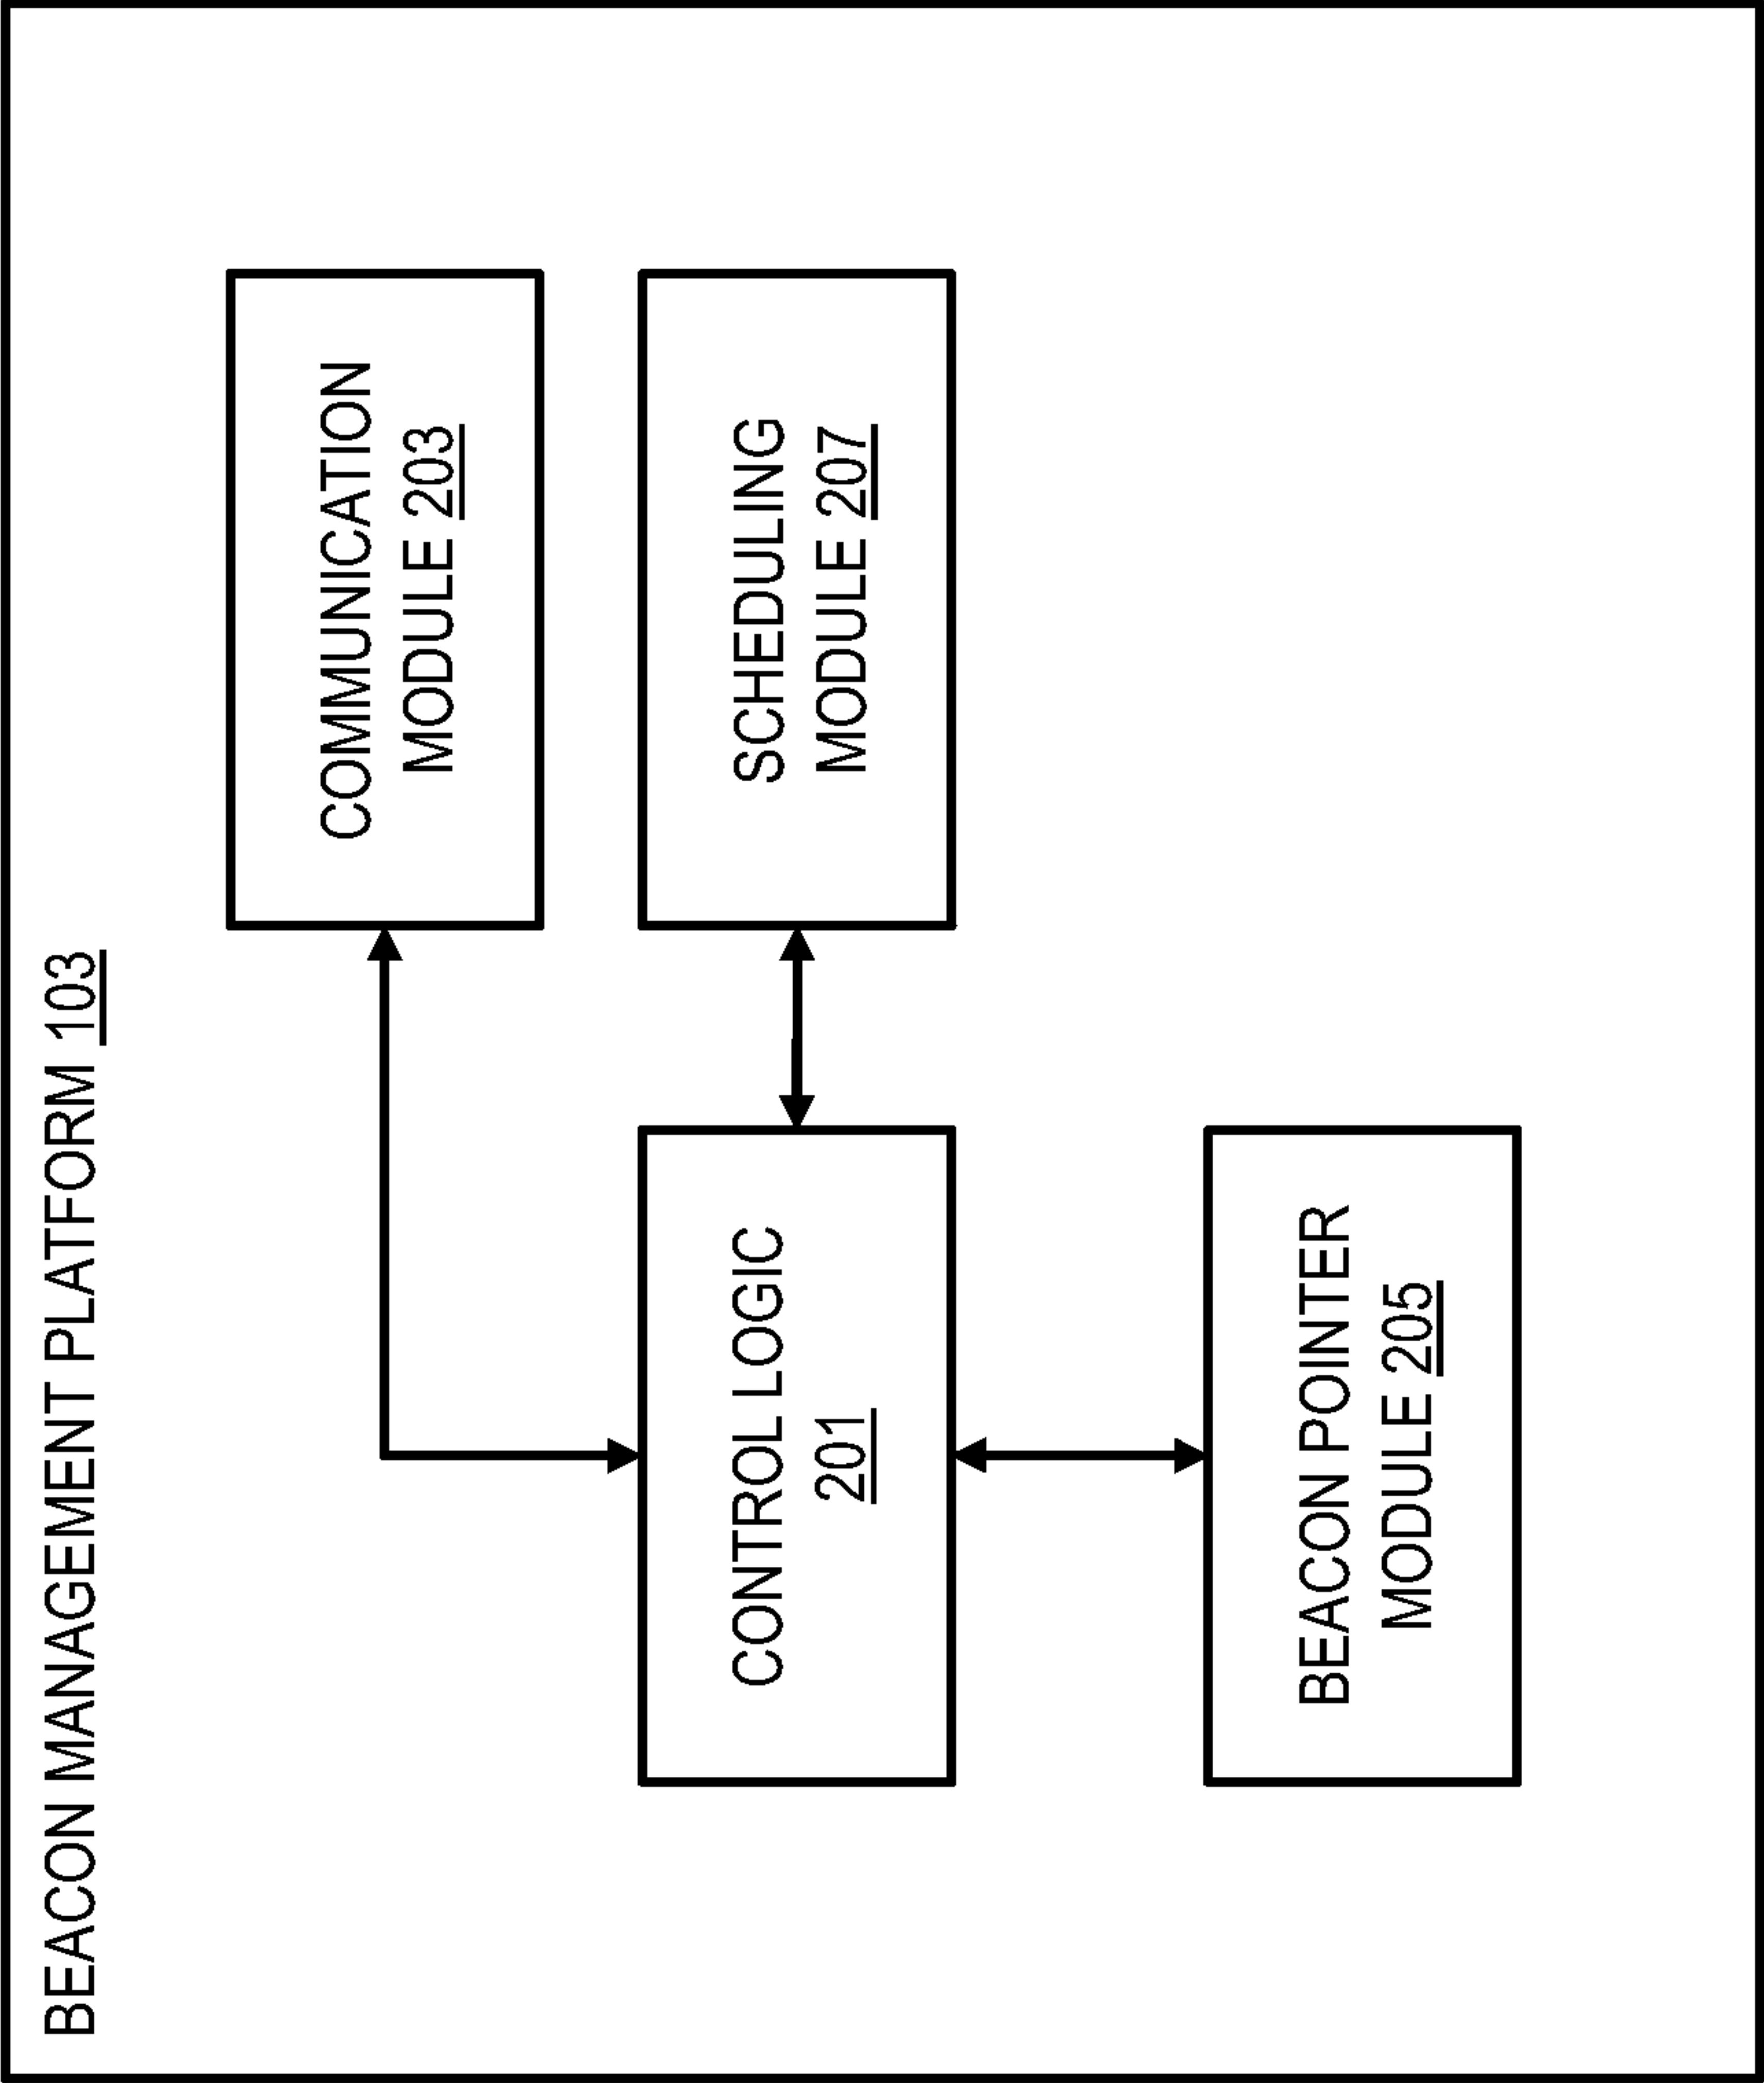 BEACON MANAGEMENT PLATFORM 103
COMMUNICATION
MODULE 203
CONTROL LOGIC
201
SCHEDULING
MODULE 207
BEACON POINTER
MODULE 205